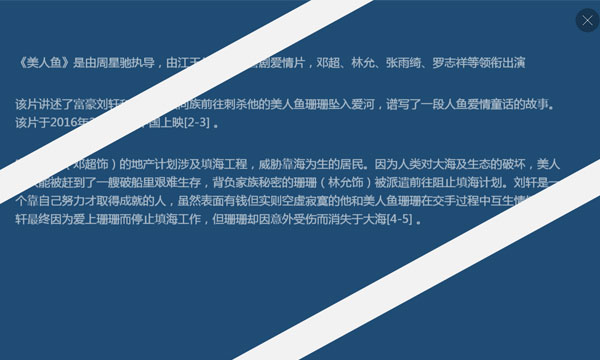 《美人鱼》是由周星驰执导，由江 剧爱情片，邓超、林允、张雨绮、罗志祥等领衔出演
该片讲述了富豪刘轩 同族前往刺杀他的美人鱼珊珊坠入爱河，谱写了一段人鱼爱情童话的故事。
该片于2016年 国上映[2-3] 。
（邓超饰）的地产计划涉及填海工程，威胁靠海为生的居民。因为人类对大海及生态的破坏，美人
能被赶到了一艘破船里艰难生存，背负家族秘密的珊珊（林允饰）被派遣前往阻止填海计划。刘轩是一
个靠自己努力才取得成就的人，虽然表面有钱但实则空虚寂寞的他和美人鱼珊珊在交手过程中互生情
轩最终因为爱上珊珊而停止填海工作，但珊珊却因意外受伤而消失于大海[4-5] 。